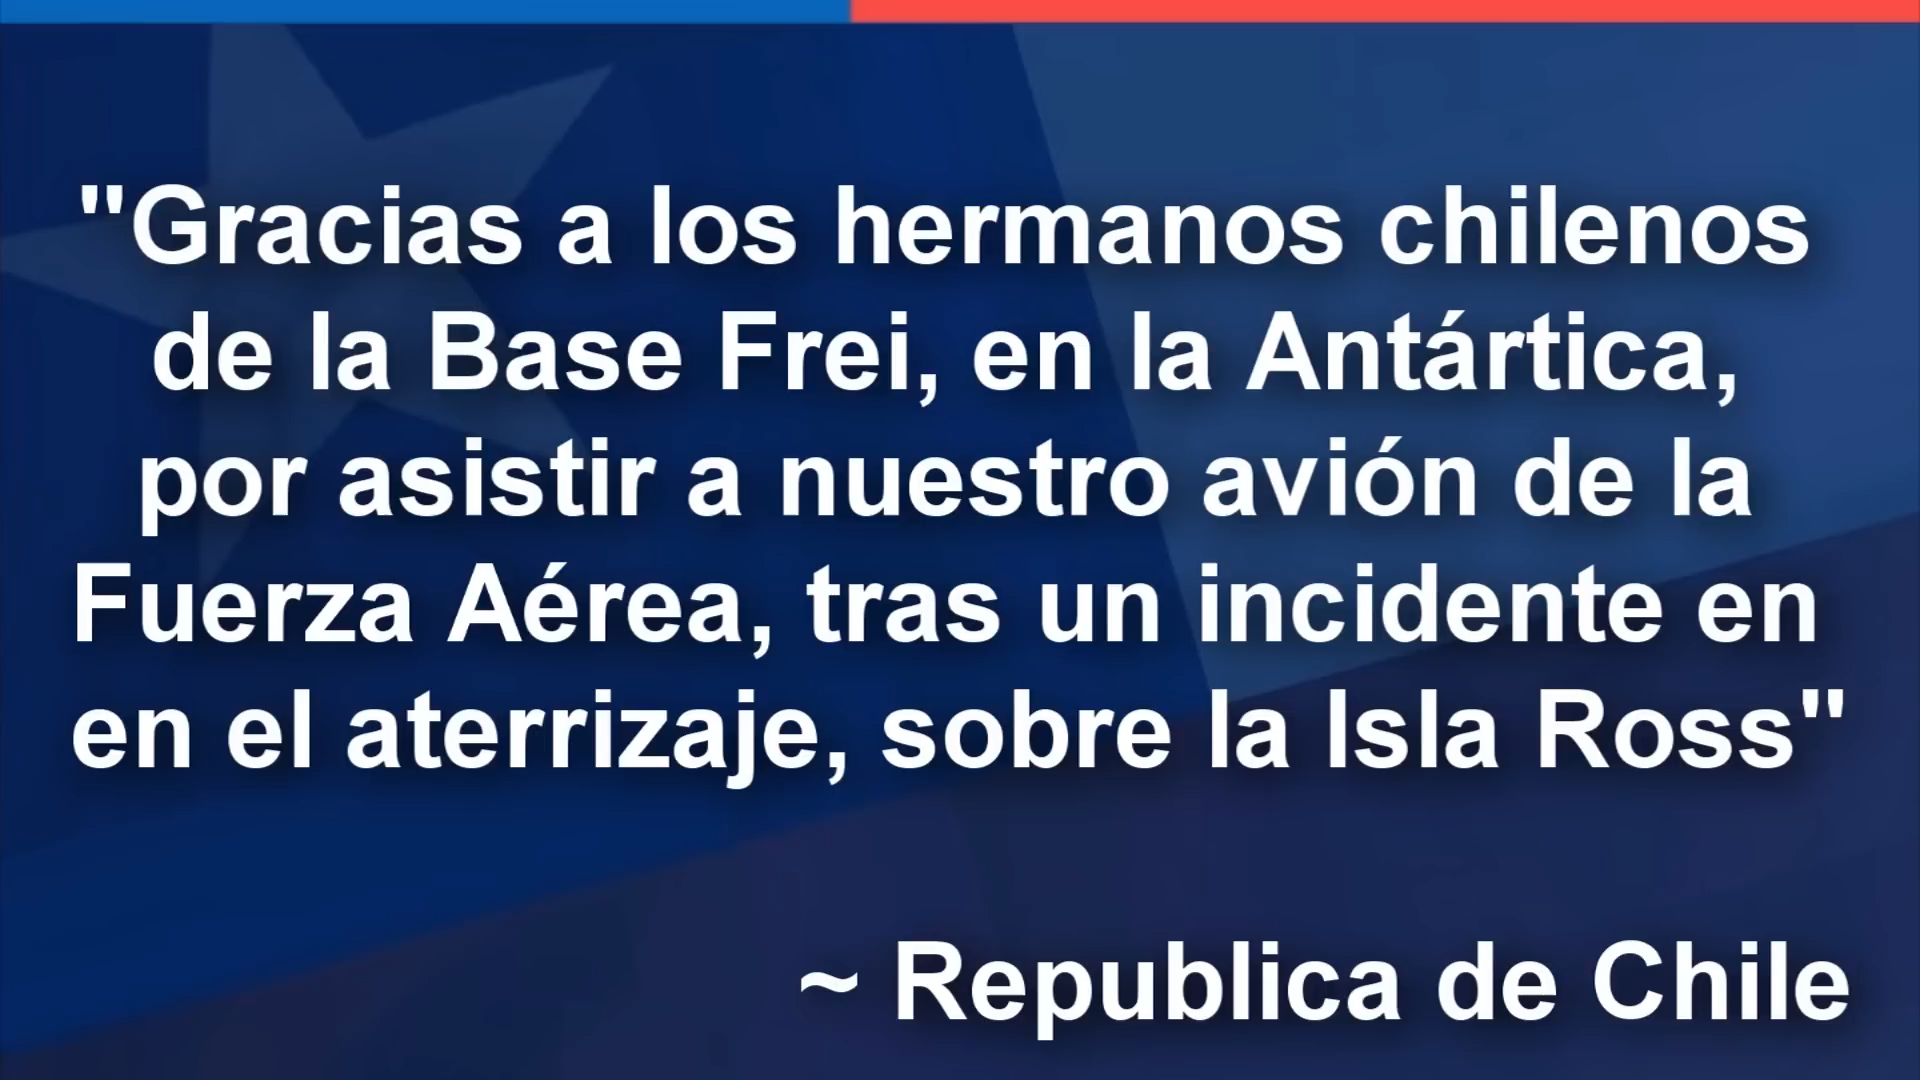 "Gracias a los hermanos chilenos
de la Base Frei, en la Antártica,
por asistir a nuestro avión de la
Fuerza Aérea, tras un incidente en
en el aterrizaje, sobre la Isla Ross"
~ Republica de Chile